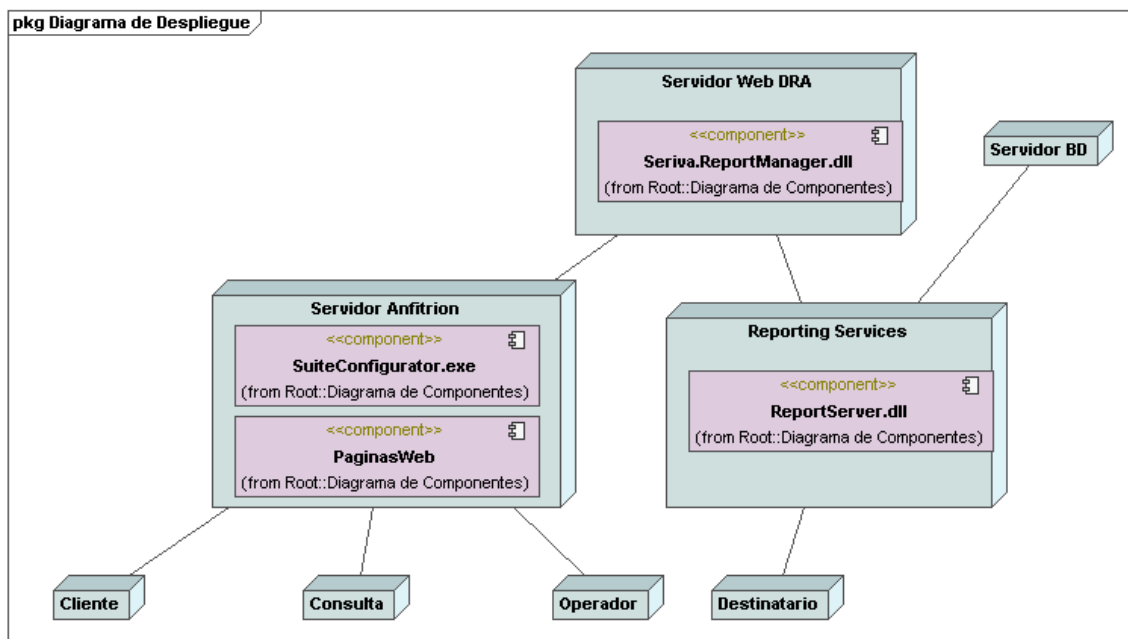 pkg Diagrama de Despliegue
Servidor Web DRA
<<component>>
Seriva.ReportManager.dll
(from Root::Diagrama de Componentes)
Servidor BD
Servidor Anfitrion
<<component>>
SuiteConfigurator.exe
(from Root::Diagrama de Componentes)
<<component>>
PaginasWeb
(from Root::Diagrama de Componentes)
Reporting Services
<<component>>
ReportServer.dll
(from Root::Diagrama de Componentes)
Cliente
Consulta
Operador
Destinatario